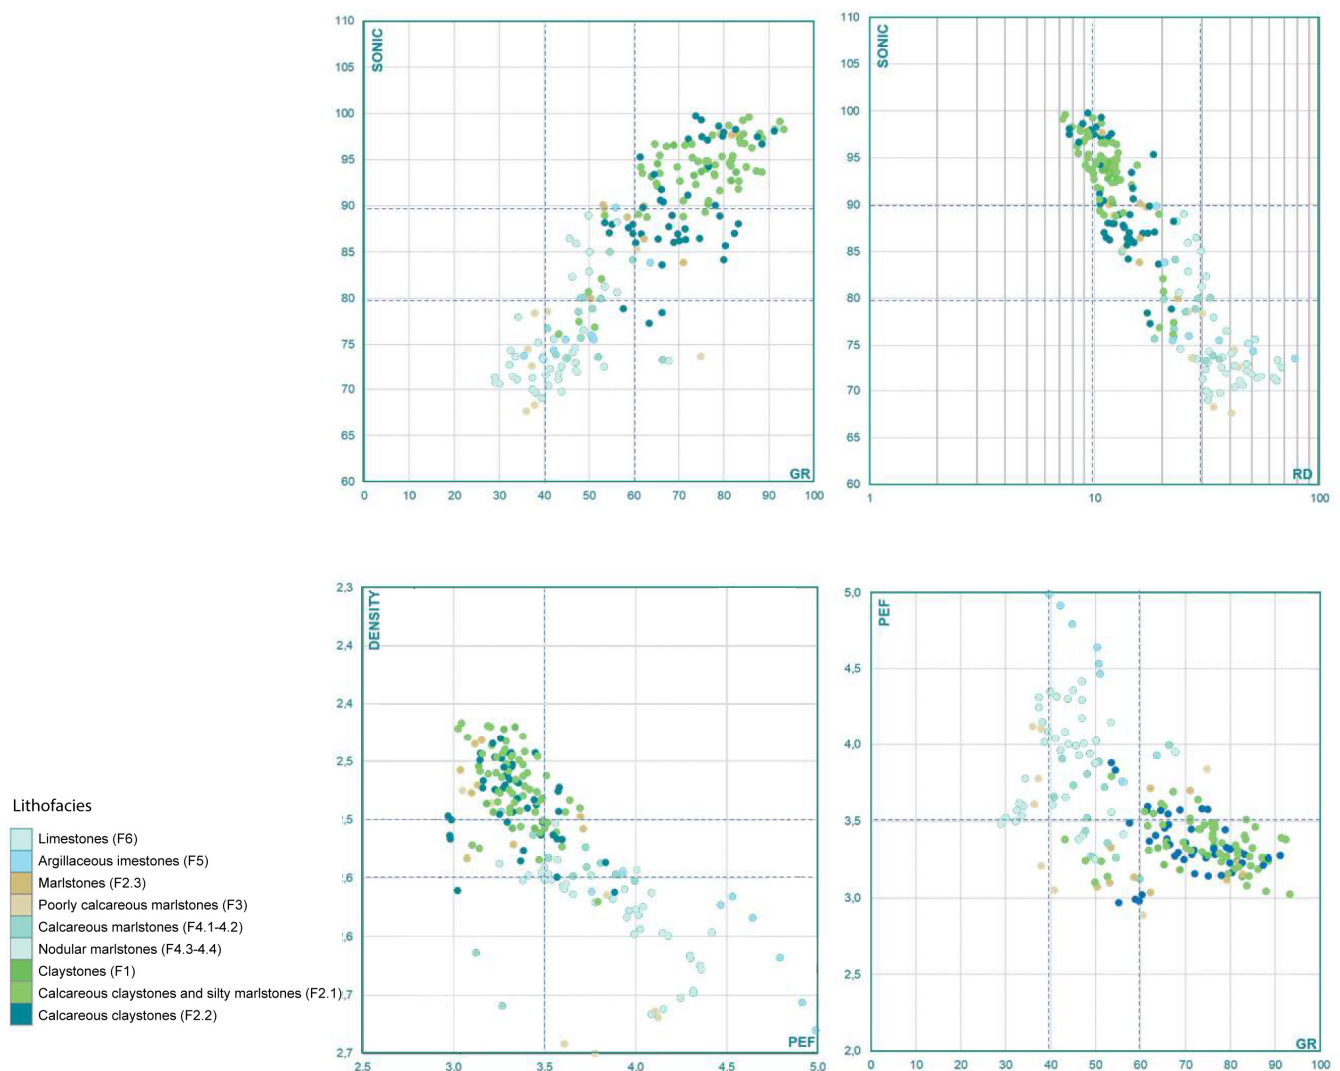 SONIC
110
105
100
95
90
85
80
75
70
65
60
GR
0 10 20 30 40 50 60 70 80 90 100
SONIC
110
105
100
95
90
85
80
75
70
65
60
RD
1 10 100
DENSITY
2,3
2,4
2,4
2,5
,5
,6
,6
,7
2,7
PEF
2.5 3.0 3.5 4.0 4.5 5.0
PEF
5,0
4,5
4,0
3,5
3,0
2,5
2,0
GR
0 10 20 30 40 50 60 70 80 90 100
Lithofacies
Limestones (F6)
Argillaceous imestones (F5)
Marlstones (F2.3)
Poorly calcareous marlstones (F3)
Calcareous marlstones (F4.1-4.2)
Nodular marlstones (F4.3-4.4)
Claystones (F1)
Calcareous claystones and silty marlstones (F2.1)
Calcareous claystones (F2.2)